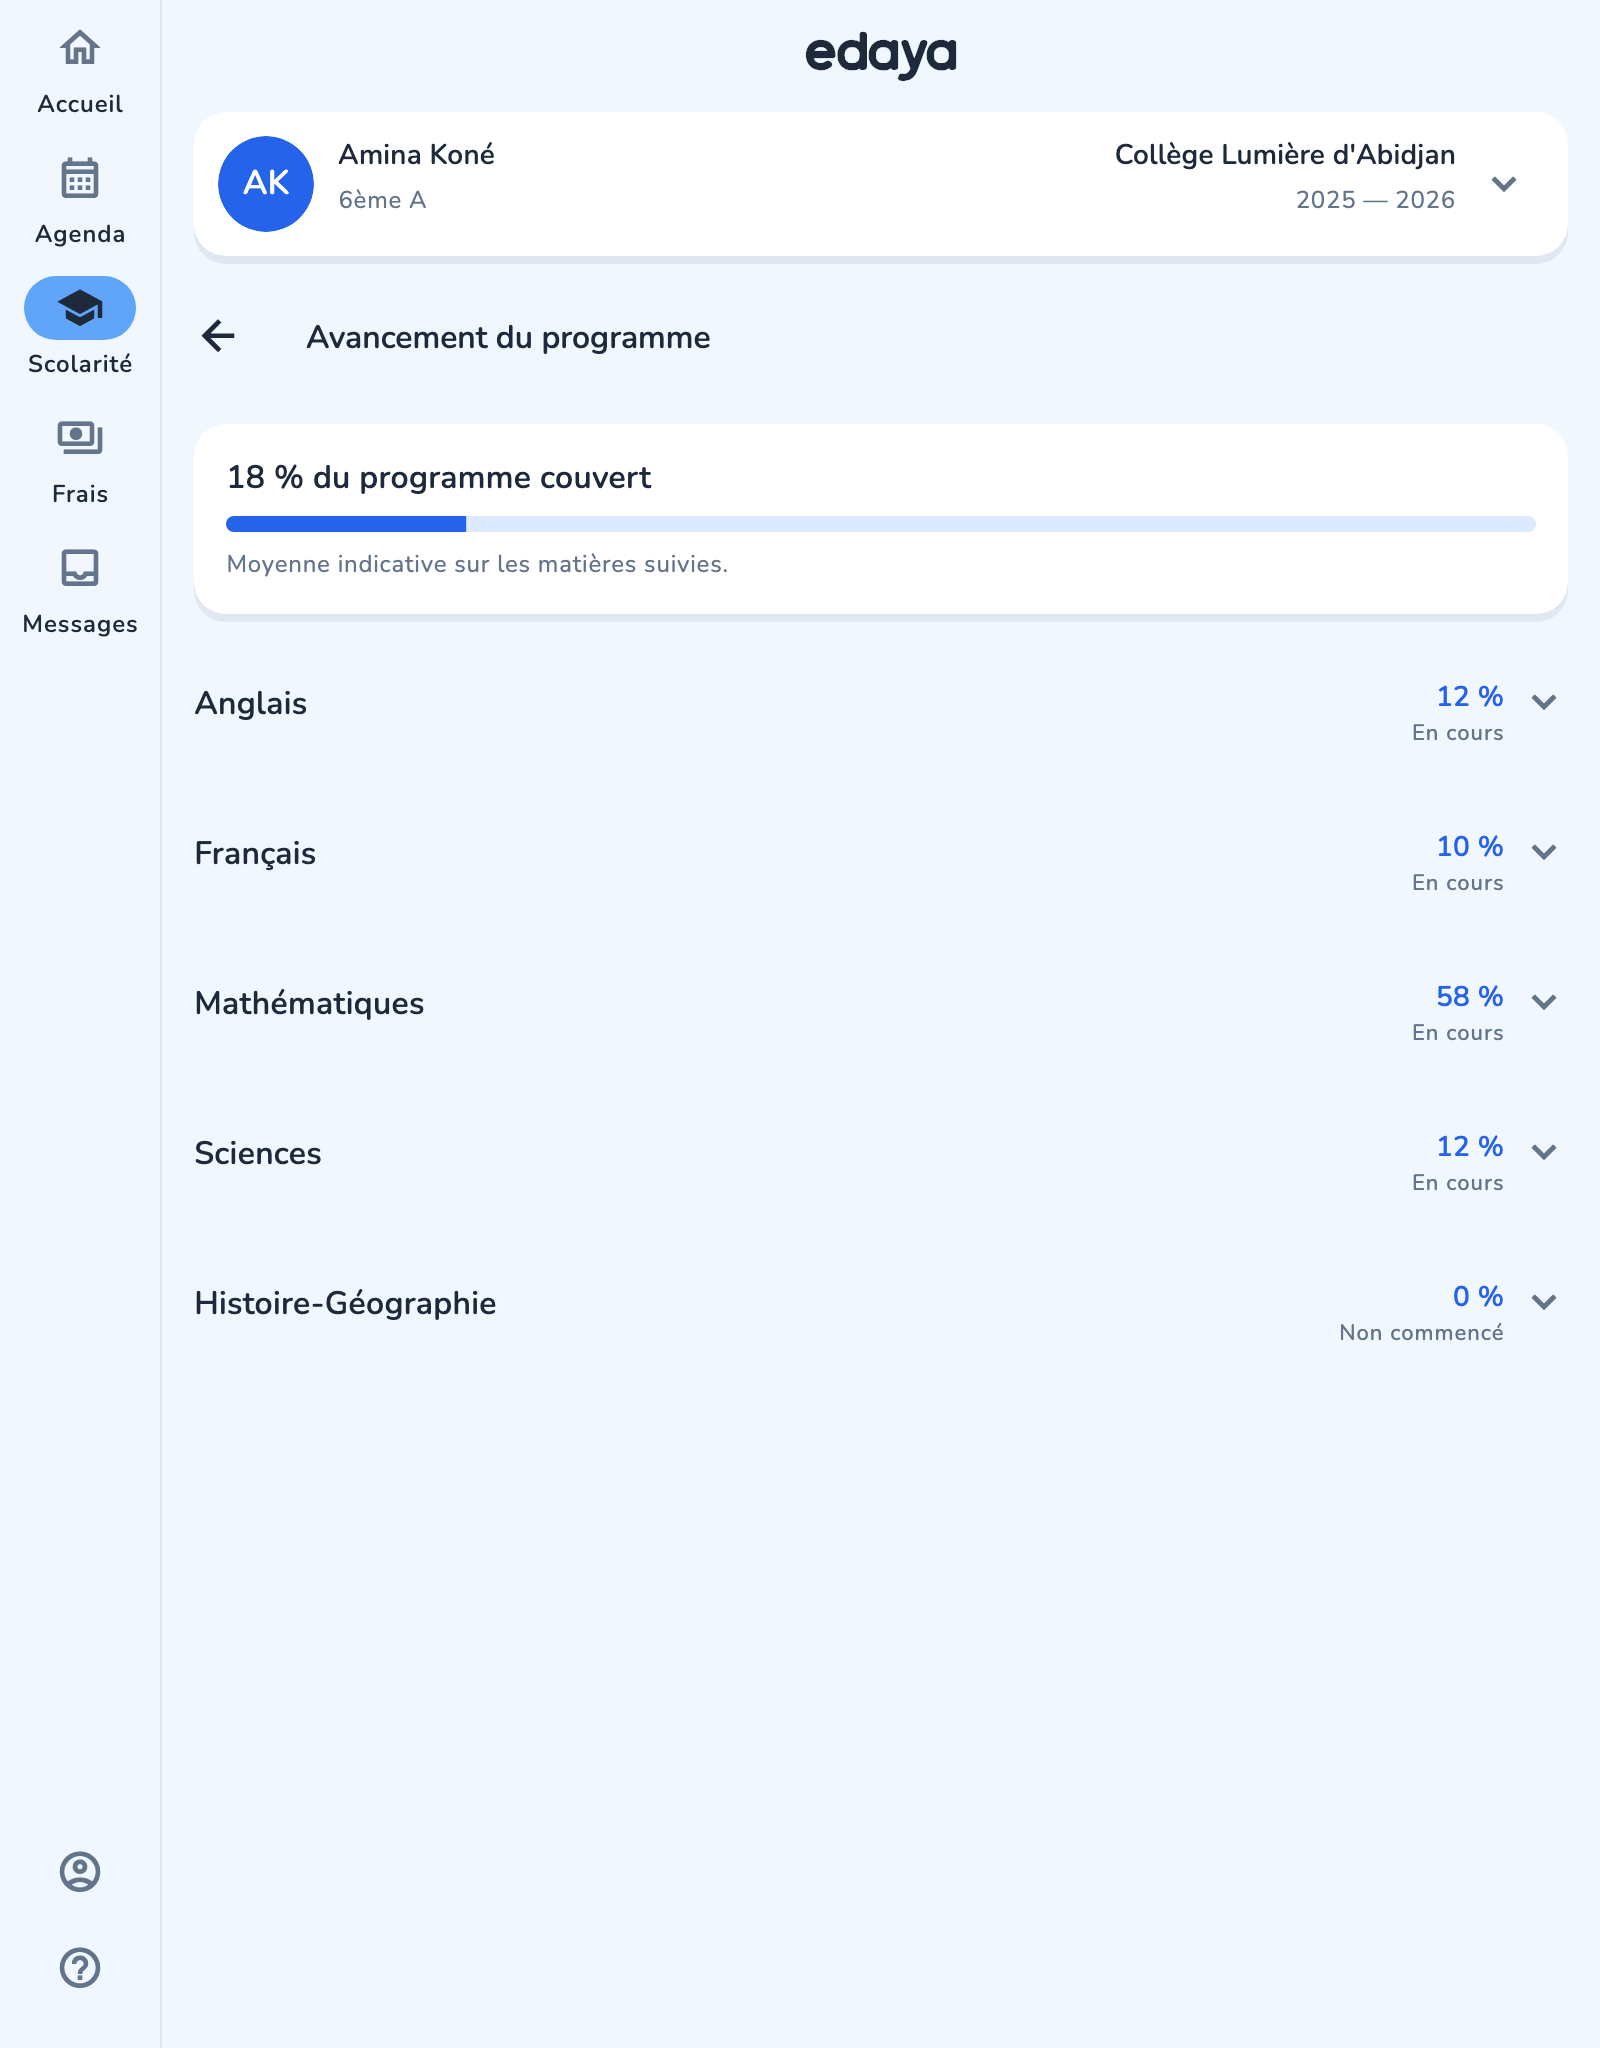 edaya
Accueil
Agenda
Scolarité
Frais
Messages
AK
Amina Koné
6ème A
Collège Lumière d'Abidjan
2025 — 2026
Avancement du programme
18 % du programme couvert
Moyenne indicative sur les matières suivies.
Anglais
12 %
En cours
Français
10 %
En cours
Mathématiques
58 %
En cours
Sciences
12 %
En cours
Histoire-Géographie
0 %
Non commencé